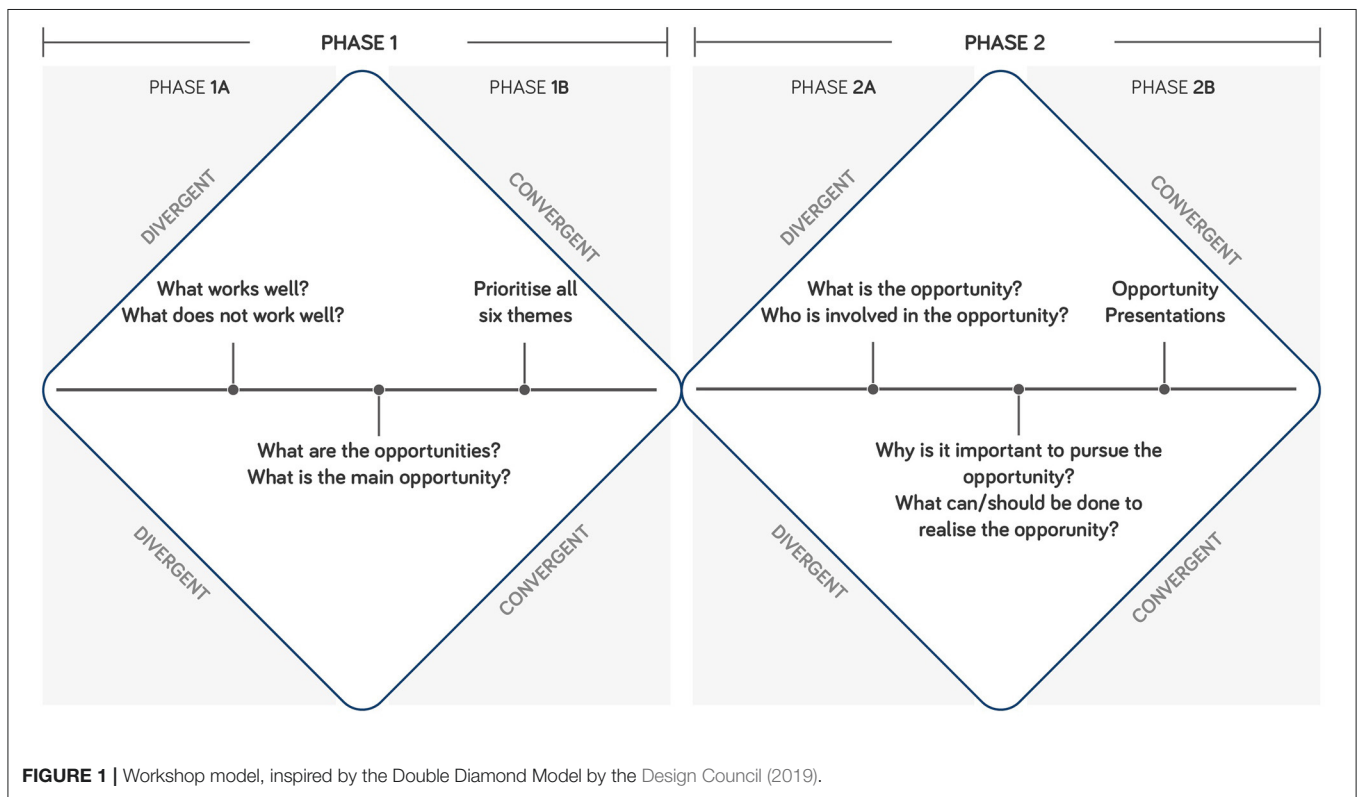 PHASE 1
PHASE 2
PHASE 1A
PHASE 1B
PHASE 2A
PHASE 2B
DIVERGENT
CONVERGENT
DIVERGENT
CONVERGENT
What works well?
What does not work well?
Prioritise all
six themes
What is the opportunity?
Who is involved in the opportunity?
Opportunity
Presentations
What are the opportunities?
What is the main opportunity?
Why is it important to pursue the
opportunity?
What can/should be done to
realise the opporunity?
DIVERGENT
CONVERGENT
DIVERGENT
CONVERGENT
FIGURE 1 | Workshop model, inspired by the Double Diamond Model by the Design Council (2019).